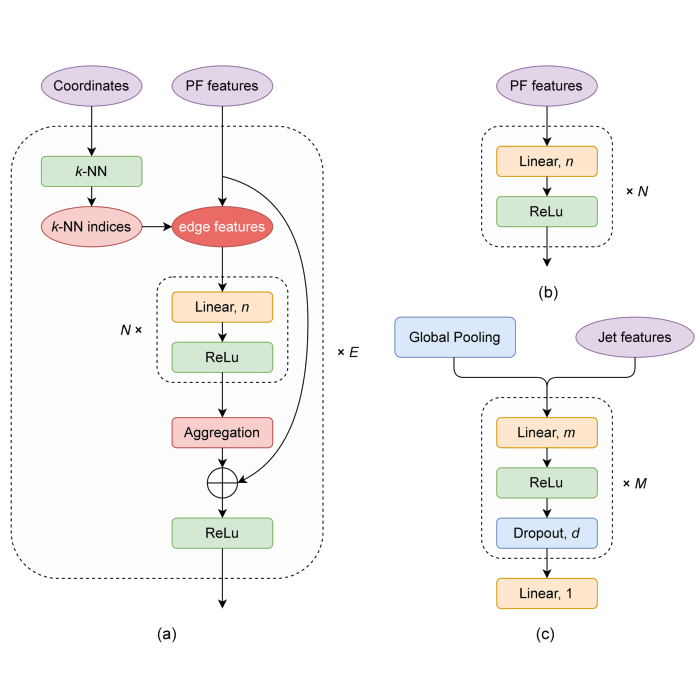 Coordinates
PF features
k-NN
k-NN indices
edge features
Linear, n
N ×
ReLu
× E
Aggregation
ReLu
(a)
PF features
Linear, n
× N
ReLu
(b)
Global Pooling
Jet features
Linear, m
ReLu
× M
Dropout, d
Linear, 1
(c)